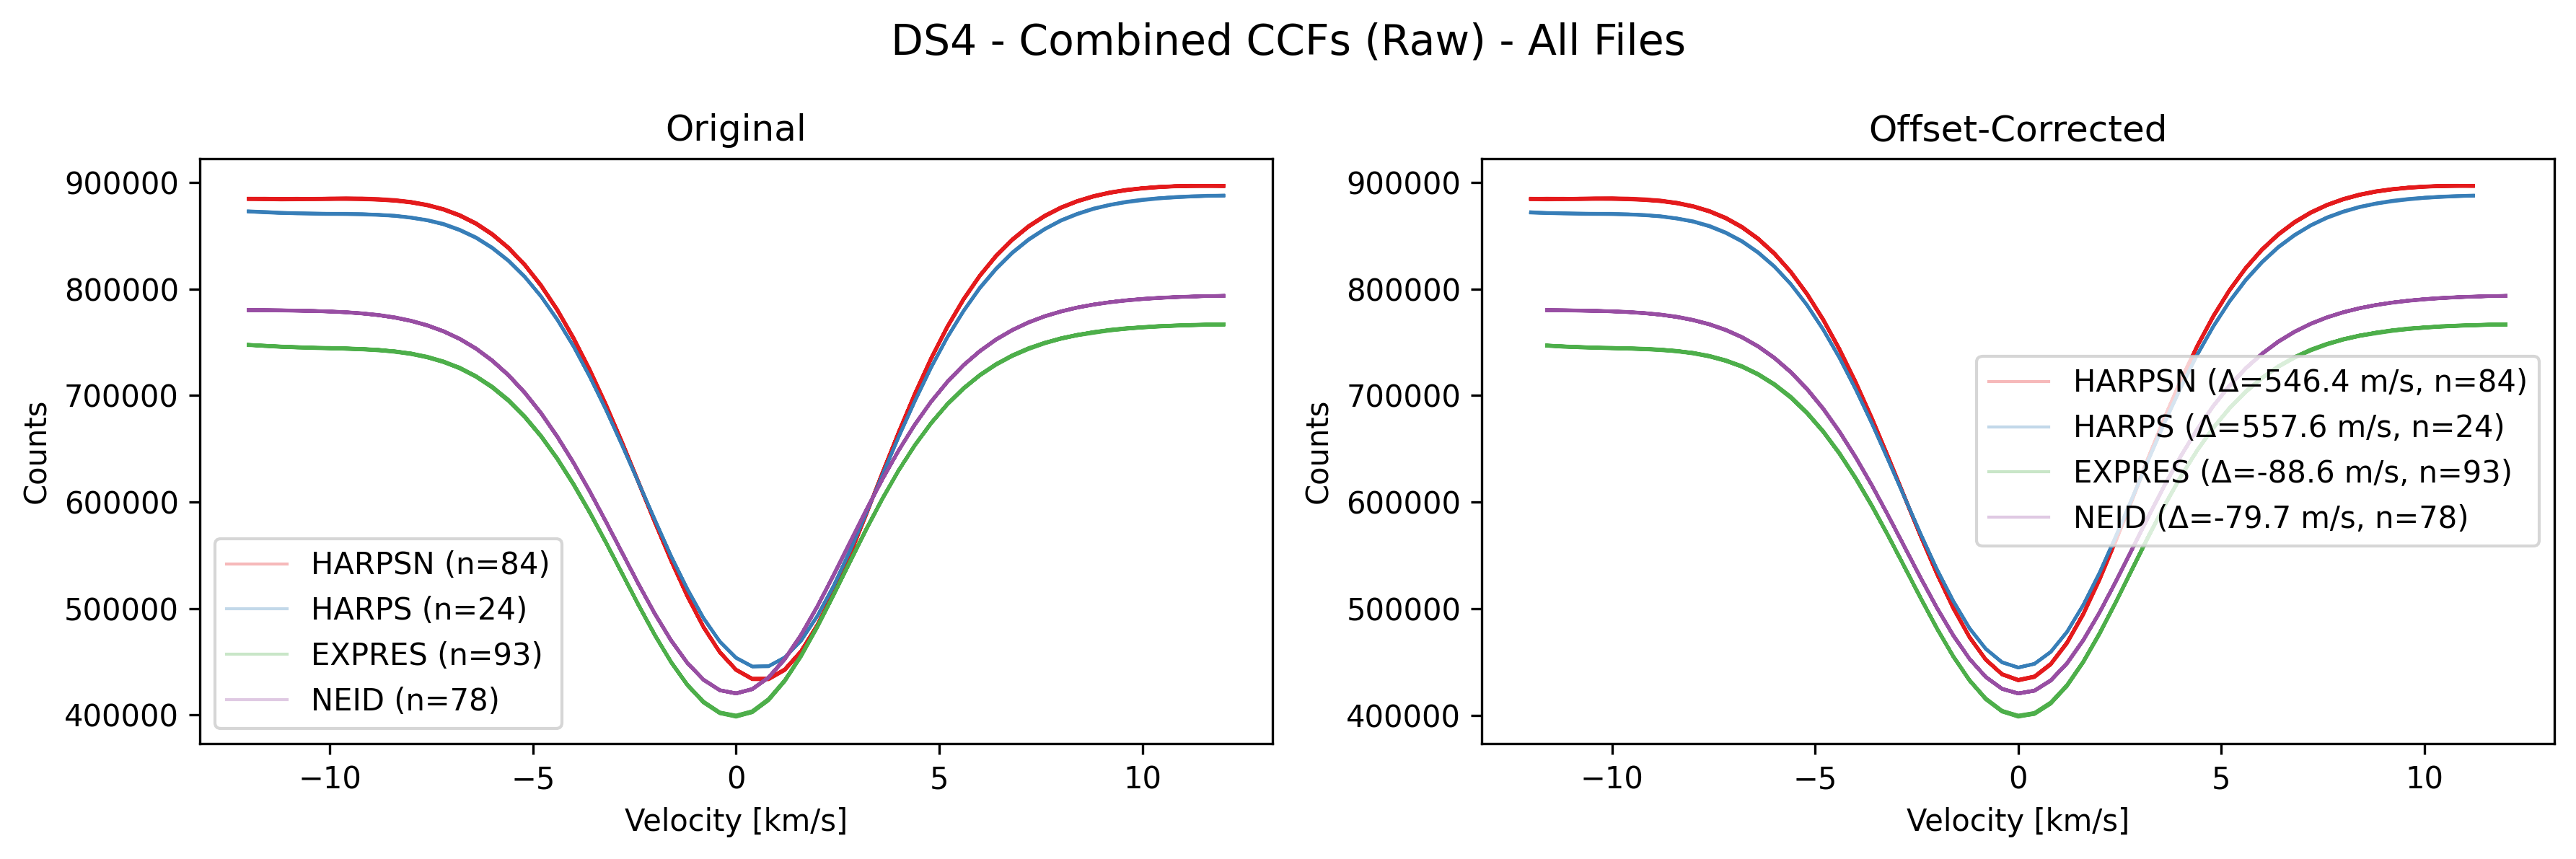 DS4 - Combined CCFs (Raw) - All Files
Original
Counts
900000
800000
700000
600000
500000
400000
HARPSN (n=84)
HARPS (n=24)
EXPRES (n=93)
NEID (n=78)
−10 −5 0 5 10
Velocity [km/s]
Offset-Corrected
Counts
900000
800000
700000
600000
500000
400000
HARPSN (Δ=546.4 m/s, n=84)
HARPS (Δ=557.6 m/s, n=24)
EXPRES (Δ=-88.6 m/s, n=93)
NEID (Δ=-79.7 m/s, n=78)
−10 −5 0 5 10
Velocity [km/s]